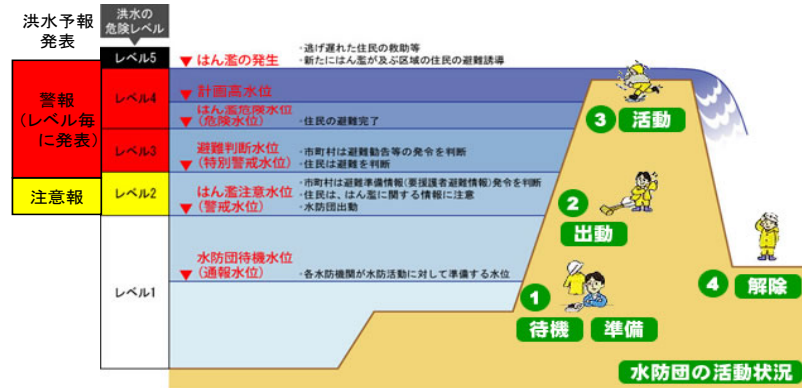 洪水予報
発表
洪水の
危険レベル
警報
(レベル毎
に発表)
注意報
レベル5
レベル4
レベル3
レベル2
レベル1
▼はん濫の発生
・逃げ遅れた住民の救助等
・新たにはん濫が及ぶ区域の住民の避難誘導
▼計画高水位
はん濫危険水位
▼(危険水位)
・住民の避難完了
避難判断水位
▼(特別警戒水位)
・市町村は避難勧告等の発令を判断
・住民は避難を判断
はん濫注意水位
▼(警戒水位)
・市町村は避難準備情報(要援護者避難情報)発令を判断
・住民は、はん濫に関する情報に注意
・水防団出動
水防団待機水位
▼(通報水位)
・各水防機関が水防活動に対して準備する水位
3 活動
2
出動
1
待機 準備
4 解除
水防団の活動状況